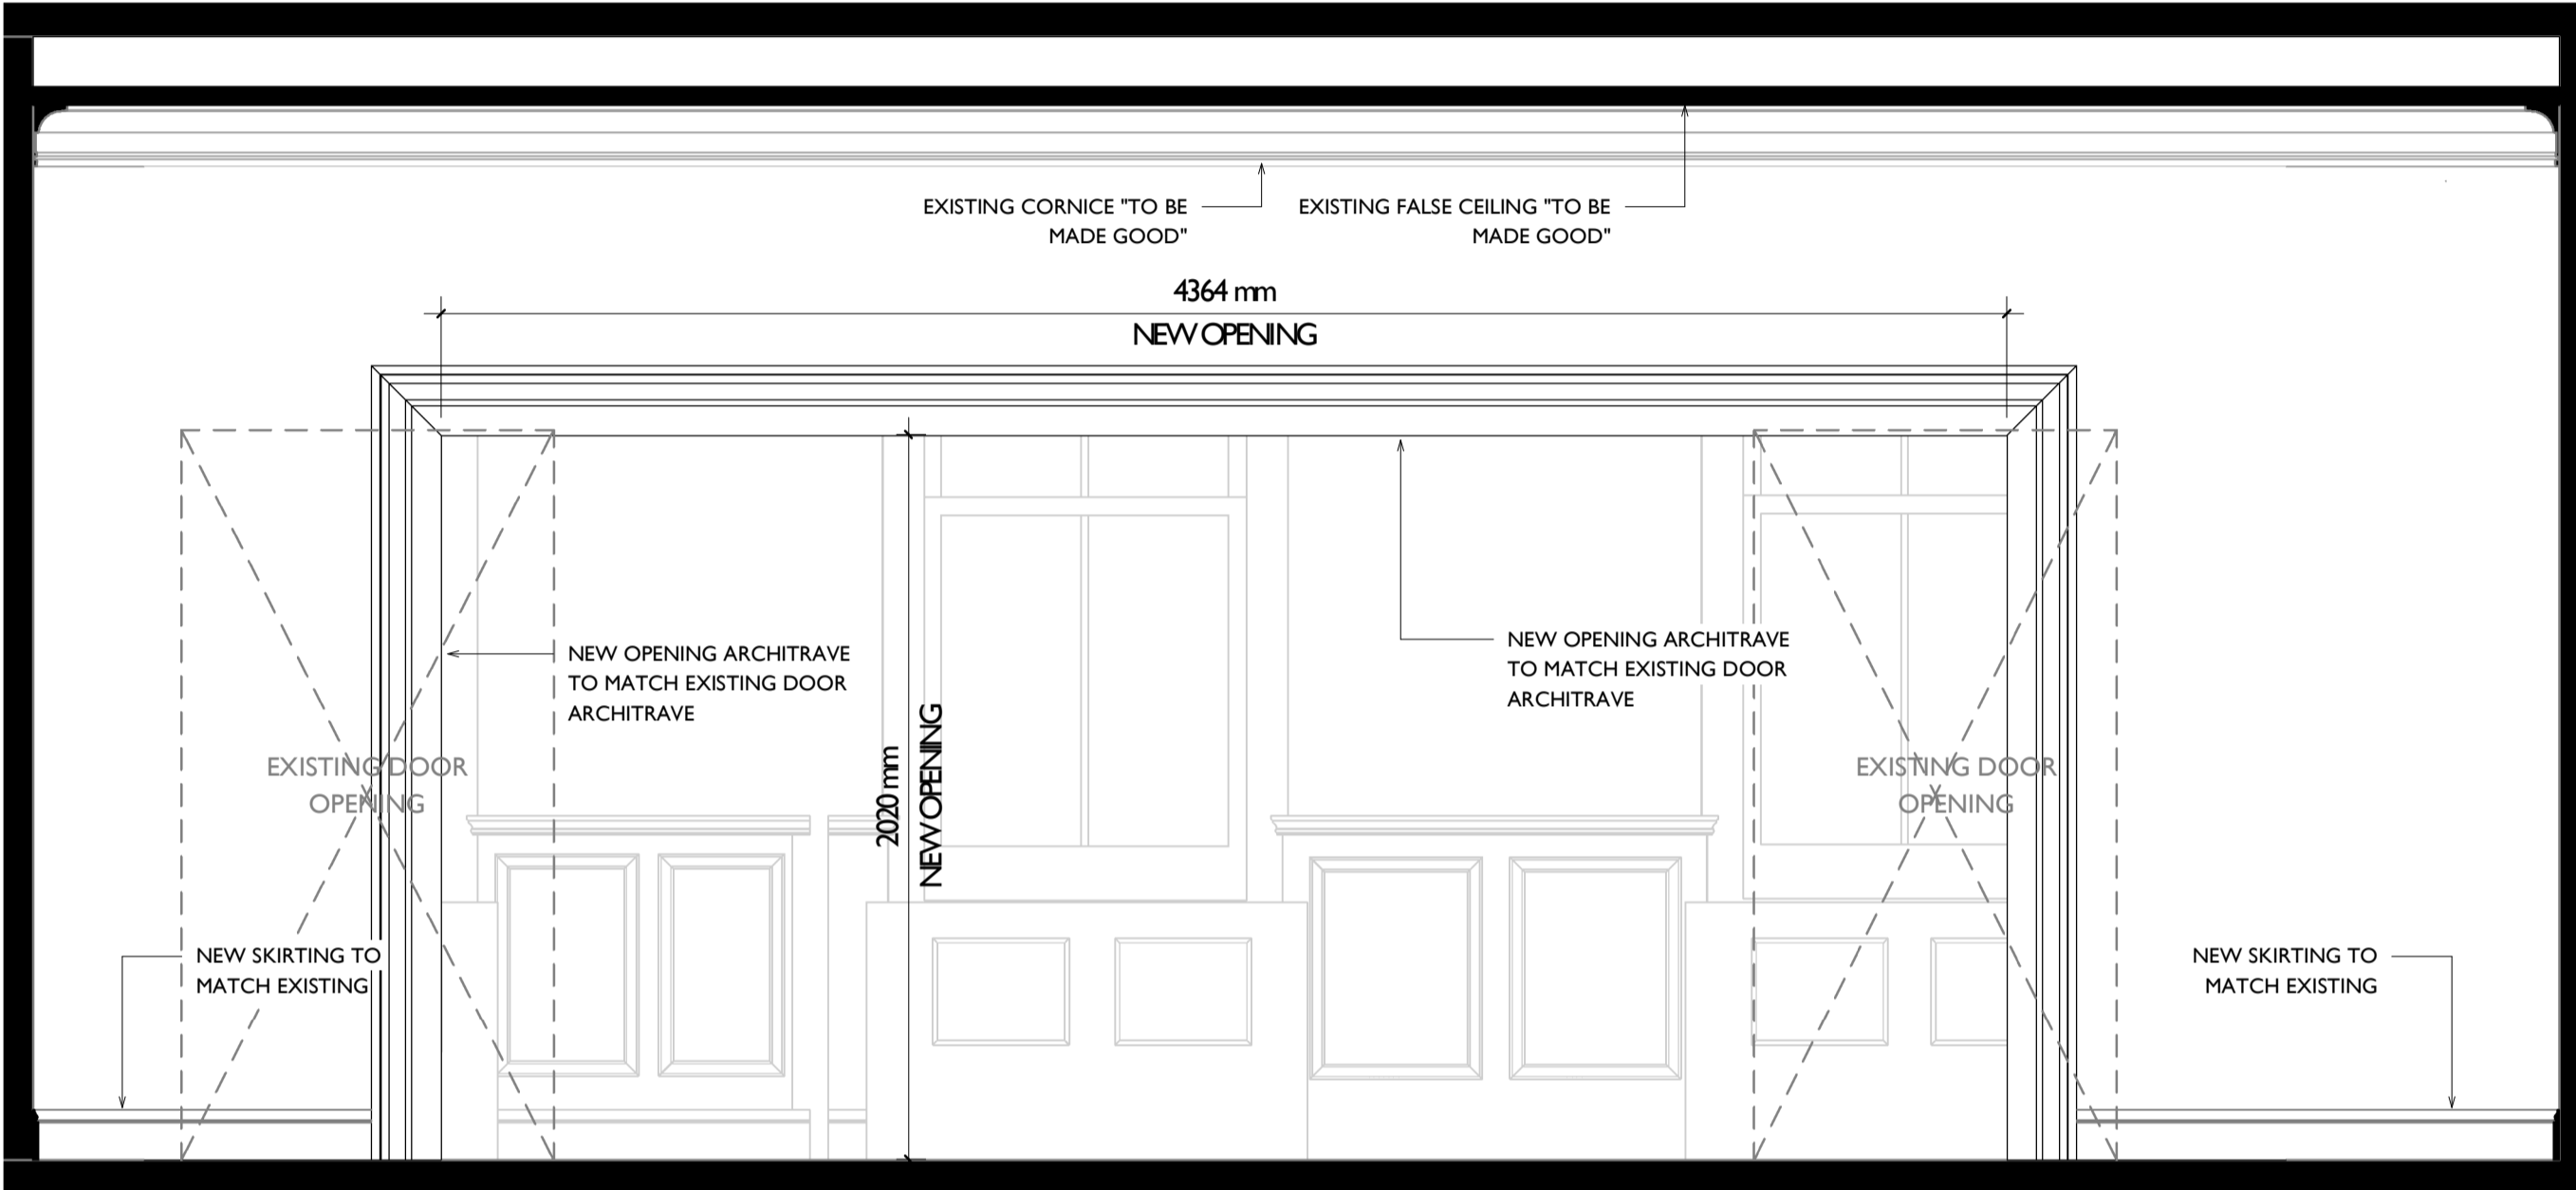 EXISTING CORNICE "TO BE
MADE GOOD"
EXISTING FALSE CEILING "TO BE
MADE GOOD"
4364 mm
NEW OPENING
NEW OPENING ARCHITRAVE
TO MATCH EXISTING DOOR
ARCHITRAVE
NEW OPENING ARCHITRAVE
TO MATCH EXISTING DOOR
ARCHITRAVE
EXISTING DOOR
OPENING
2020 mm
NEW OPENING
EXISTING DOOR
OPENING
NEW SKIRTING TO
MATCH EXISTING
NEW SKIRTING TO
MATCH EXISTING